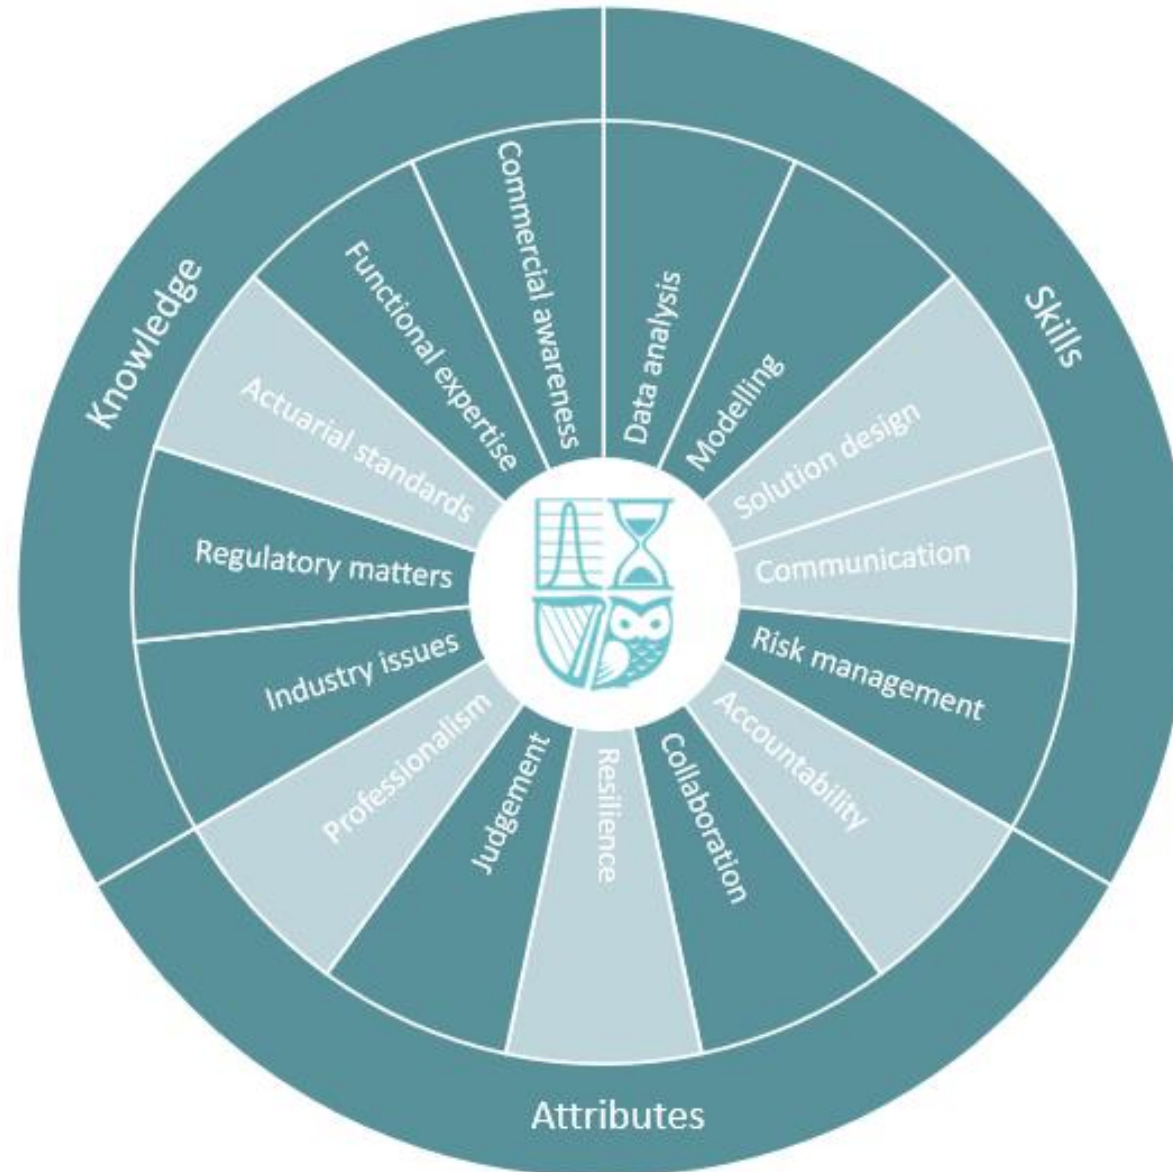 Knowledge
Skills
Attributes
Commercial awareness
Functional expertise
Actuarial standards
Regulatory matters
Industry issues
Data analysis
Modelling
Solution design
Communication
Risk management
Accountability
Collaboration
Resilience
Judgement
Professionalism